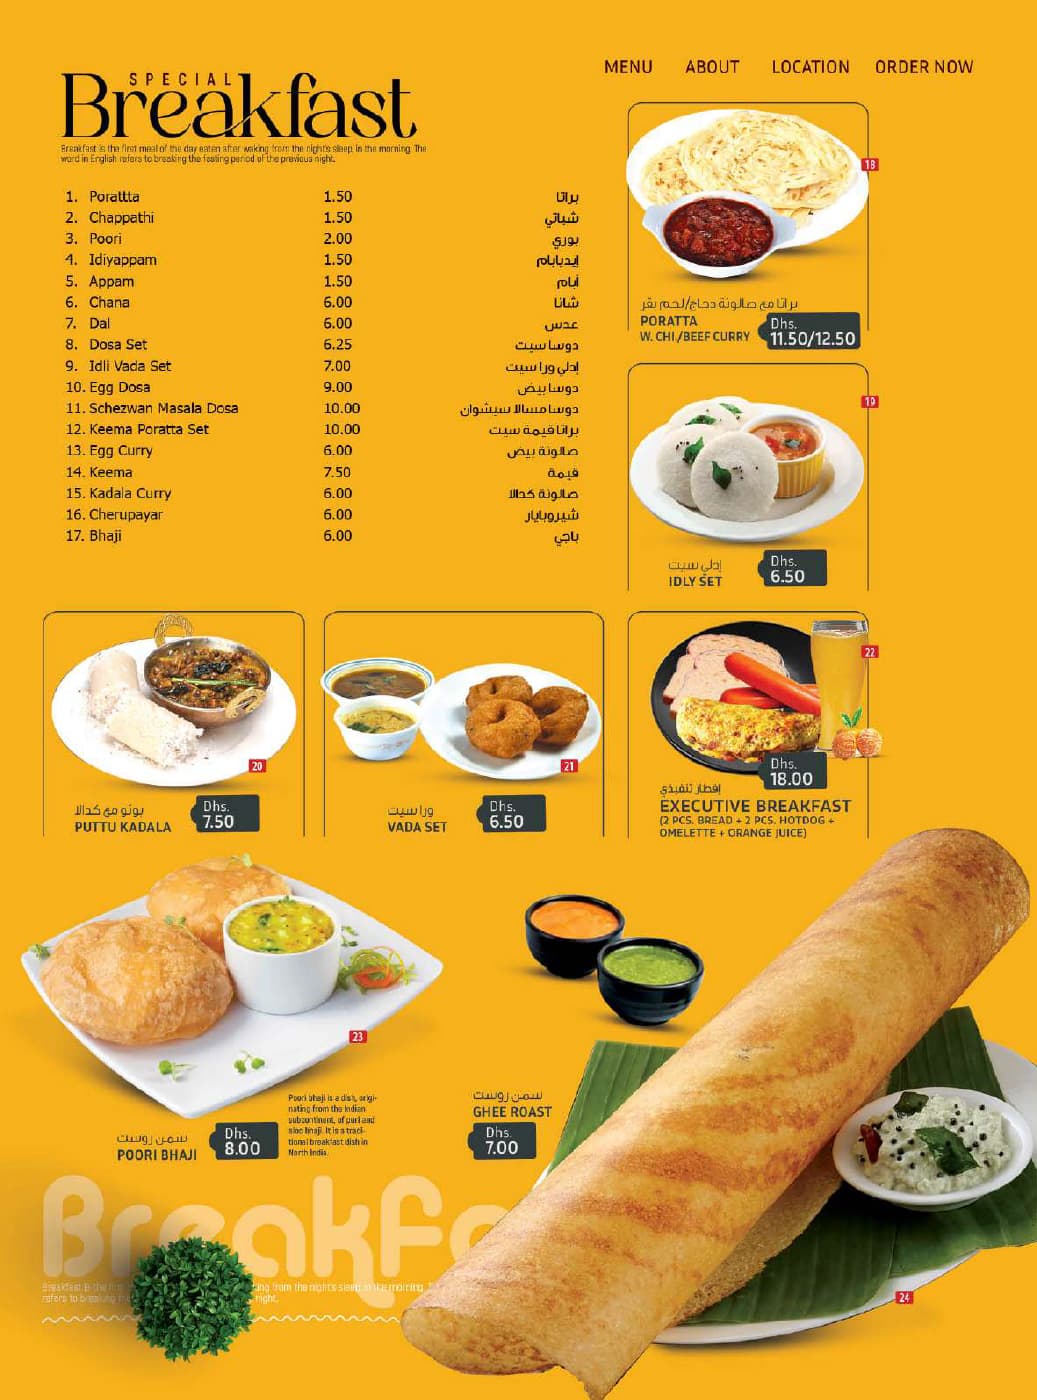 MENU ABOUT LOCATION ORDER NOW
SPECIAL
Breakfast
Breakfast is the first meal of the day eaten after waking from the night's sleep, in the morning. The
word in English refers to breaking the fasting period of the previous night.
1. Porattta 1.50 براتا
2. Chappathi 1.50 شباتي
3. Poori 2.00 بوري
4. Idiyappam 1.50 إيديابام
5. Appam 1.50 أبام
6. Chana 6.00 شانا
7. Dal 6.00 عدس
8. Dosa Set 6.25 دوسا سيت
9. Idli Vada Set 7.00 إدلي ورا سيت
10. Egg Dosa 9.00 دوسا بيض
11. Schezwan Masala Dosa 10.00 دوسا مسالا سيشوان
12. Keema Poratta Set 10.00 براتا قيمة سيت
13. Egg Curry 6.00 صالونة بيض
14. Keema 7.50 قيمة
15. Kadala Curry 6.00 صالونة كدالا
16. Cherupayar 6.00 شيروبايار
17. Bhaji 6.00 باجي
18
براتا مع صالونة دجاج/لحم بقر
PORATTA
W. CHI./BEEF CURRY
Dhs.
11.50/12.50
19
إدلي سيت
IDLY SET
Dhs.
6.50
20
بوتو مع كدالا
PUTTU KADALA
Dhs.
7.50
21
ورا سيت
VADA SET
Dhs.
6.50
22
Dhs.
18.00
إفطار تنفيذي
EXECUTIVE BREAKFAST
(2 PCS. BREAD + 2 PCS. HOTDOG +
OMELETTE + ORANGE JUICE)
23
سمن روست
POORI BHAJI
Dhs.
8.00
Poori bhaji is a dish, origi-
nating from the Indian
subcontinent, of puri and
aloo bhaji. It is a tradi-
tional breakfast dish in
North India.
سمن روست
GHEE ROAST
Dhs.
7.00
24
Breakfa
Breakfast is the first
ing from the night's sleep, in the morning.
refers to breaking the
night.